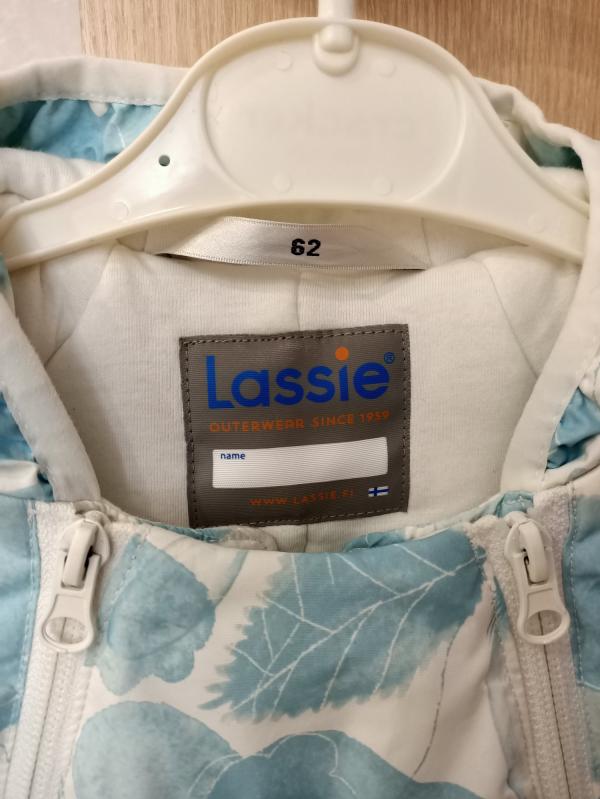 62
Lassie®
OUTERWEAR SINCE 1959
name
WWW.LASSIE.FI